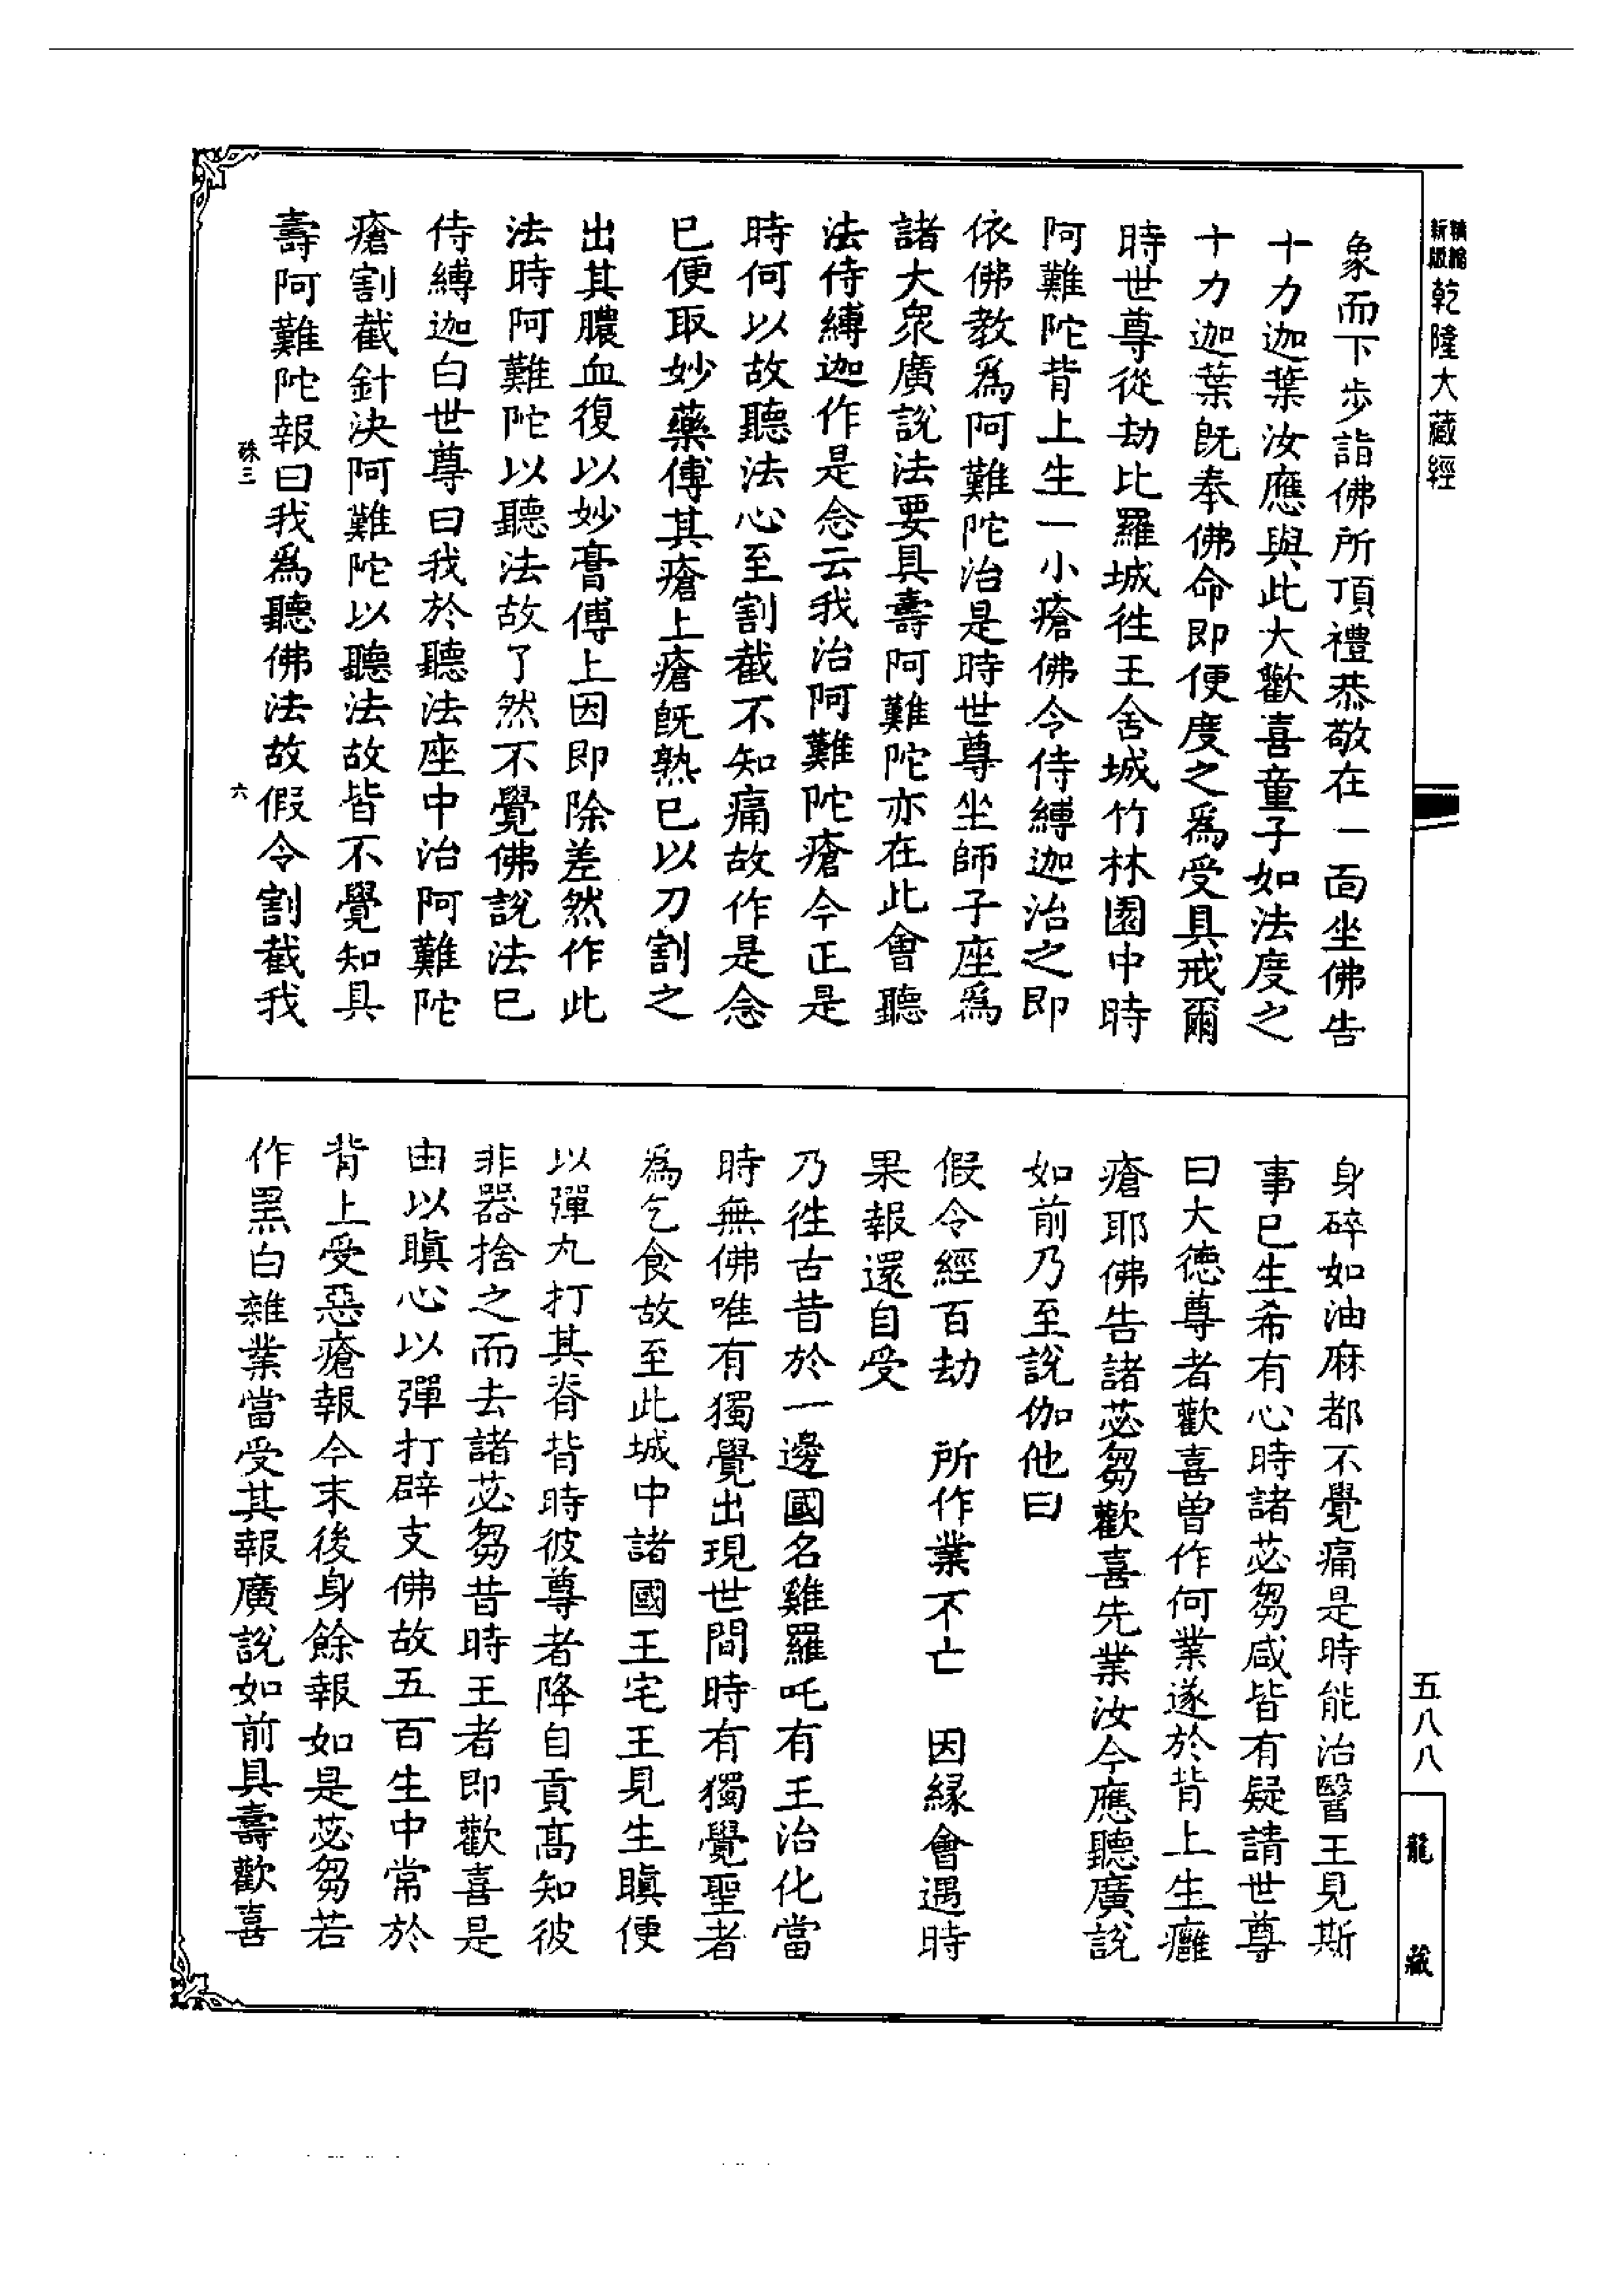 精縮
新版
乾隆大藏經
象而下步詣佛所頂禮恭敬在一面坐佛告
十力迦葉汝應與此大歡喜童子如法度之
十力迦葉旣奉佛命即便度之爲受具戒爾
時世尊從劫比羅城徃王舍城竹林園中時
阿難陀背上生一小瘡佛令侍縛迦治之即
依佛教爲阿難陀治是時世尊坐師子座爲
諸大衆廣說法要具壽阿難陀亦在此會聽
法侍縛迦作是念云我治阿難陀瘡今正是
時何以故聽法心至割截不知痛故作是念
巳便取妙藥傅其瘡上瘡旣熟巳以刀割之
出其膿血復以妙膏傅上因即除差然作此
法時阿難陀以聽法故了然不覺佛說法巳
侍縛迦白世尊曰我於聽法座中治阿難陀
瘡割截針決阿難陀以聽法故皆不覺知具
壽阿難陀報曰我爲聽佛法故假令割截我
六
身碎如油麻都不覺痛是時能治醫王見斯
事巳生希有心時諸苾芻咸皆有疑請世尊
曰大德尊者歡喜曽作何業遂於背上生癰
瘡耶佛告諸苾芻歡喜先業汝今應聽廣說
如前乃至說伽他曰
假令經百劫　所作業不亡　因緣會遇時
果報還自受
乃徃古昔於一邊國名雞羅吒有王治化當
時無佛唯有獨覺出現世間時有獨覺聖者
爲乞食故至此城中諸國王宅王見生瞋便
以彈丸打其脊背時彼尊者降自貢高知彼
非器捨之而去諸苾芻昔時王者即歡喜是
由以瞋心以彈打辟支佛故五百生中常於
背上受惡瘡報今末後身餘報如是苾芻若
作黑白雜業當受其報廣說如前具壽歡喜
五八八
龍藏